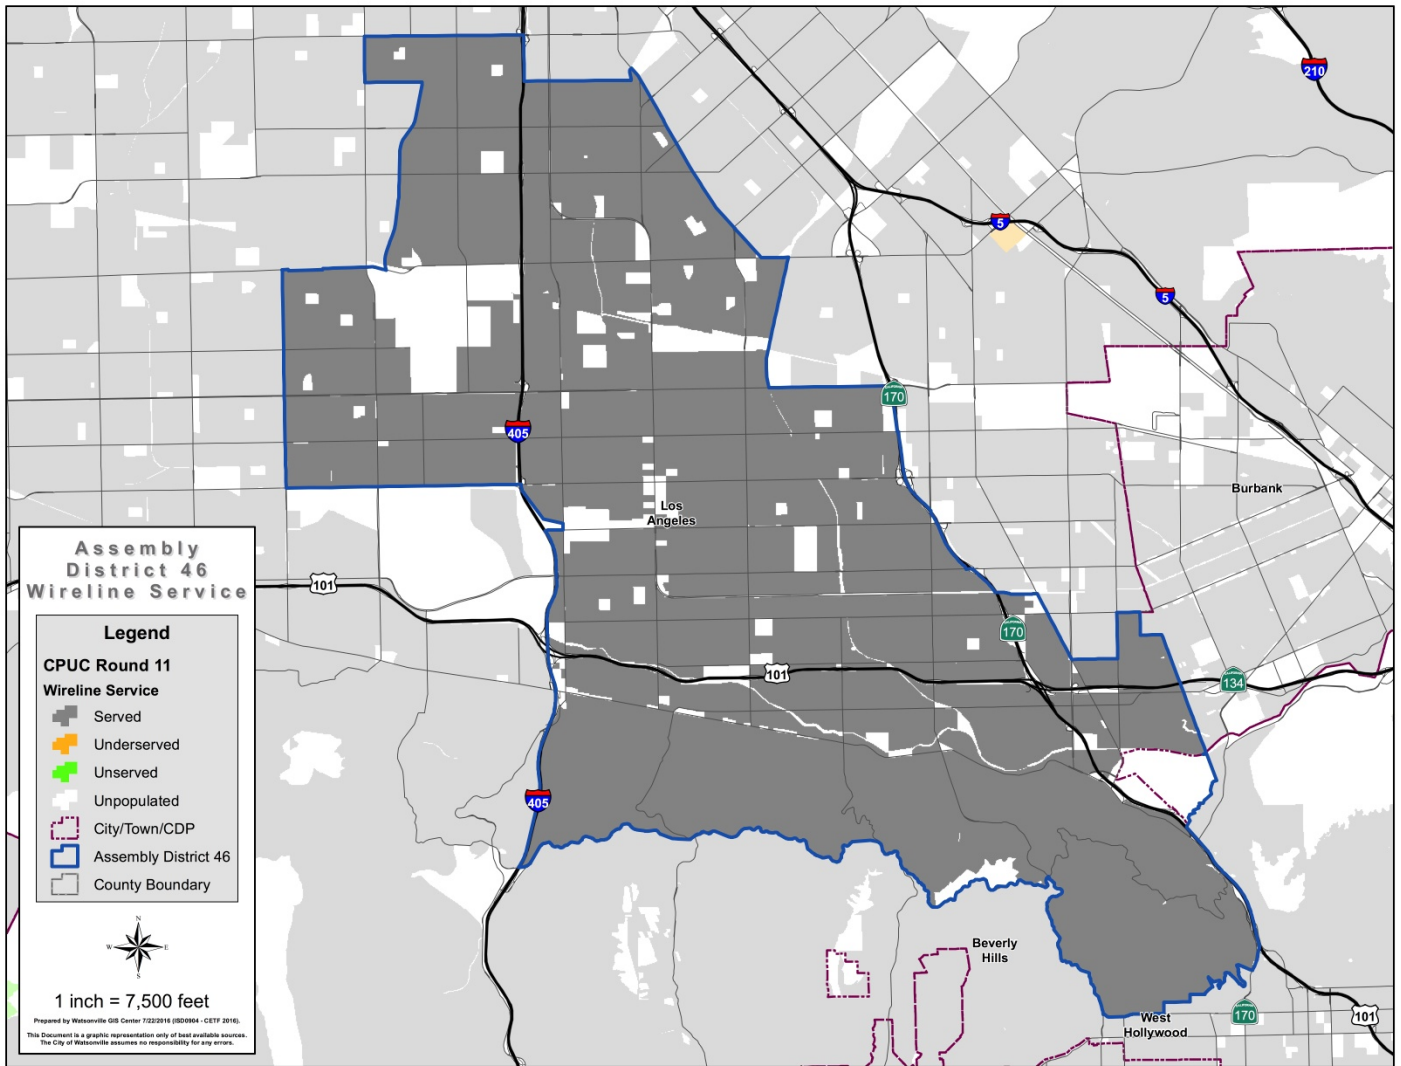 210
5
5
170
405
Burbank
Los
Angeles
101
170
101
134
405
Beverly
Hills
West
Hollywood
170
101
Assembly
District 46
Wireline Service
Legend
CPUC Round 11
Wireline Service
Served
Underserved
Unserved
Unpopulated
City/Town/CDP
Assembly District 46
County Boundary
N
W E
S
1 inch = 7,500 feet
Prepared by Watsonville GIS Center 7/22/2016 (ISD0904 - CETF 2016).
This Document is a graphic representation only of best available sources.
The City of Watsonville assumes no responsibility for any errors.